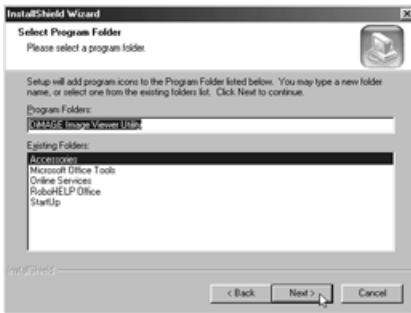 InstallShield Wizard
Select Program Folder
Please select a program folder.
Setup will add program icons to the Program Folder listed below. You may type a new folder
name, or select one from the existing folders list. Click Next to continue.
Program Folders:
DiMAGE Image Viewer Utility
Existing Folders:
Accessories
Microsoft Office Tools
Online Services
RoboHELP Office
StartUp
InstallShield
< Back
Next >
Cancel